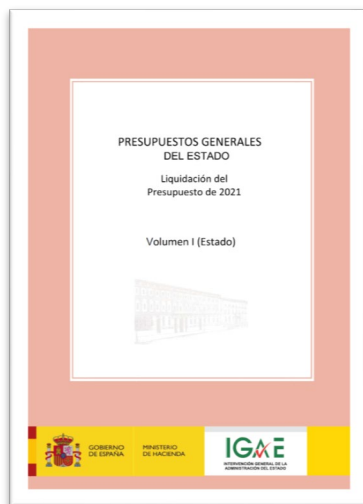 PRESUPUESTOS GENERALES
DEL ESTADO
Liquidación del
Presupuesto de 2021
Volumen I (Estado)
GOBIERNO
DE ESPAÑA
MINISTERIO
DE HACIENDA
IGAE
INTERVENCIÓN GENERAL DE LA
ADMINISTRACIÓN DEL ESTADO